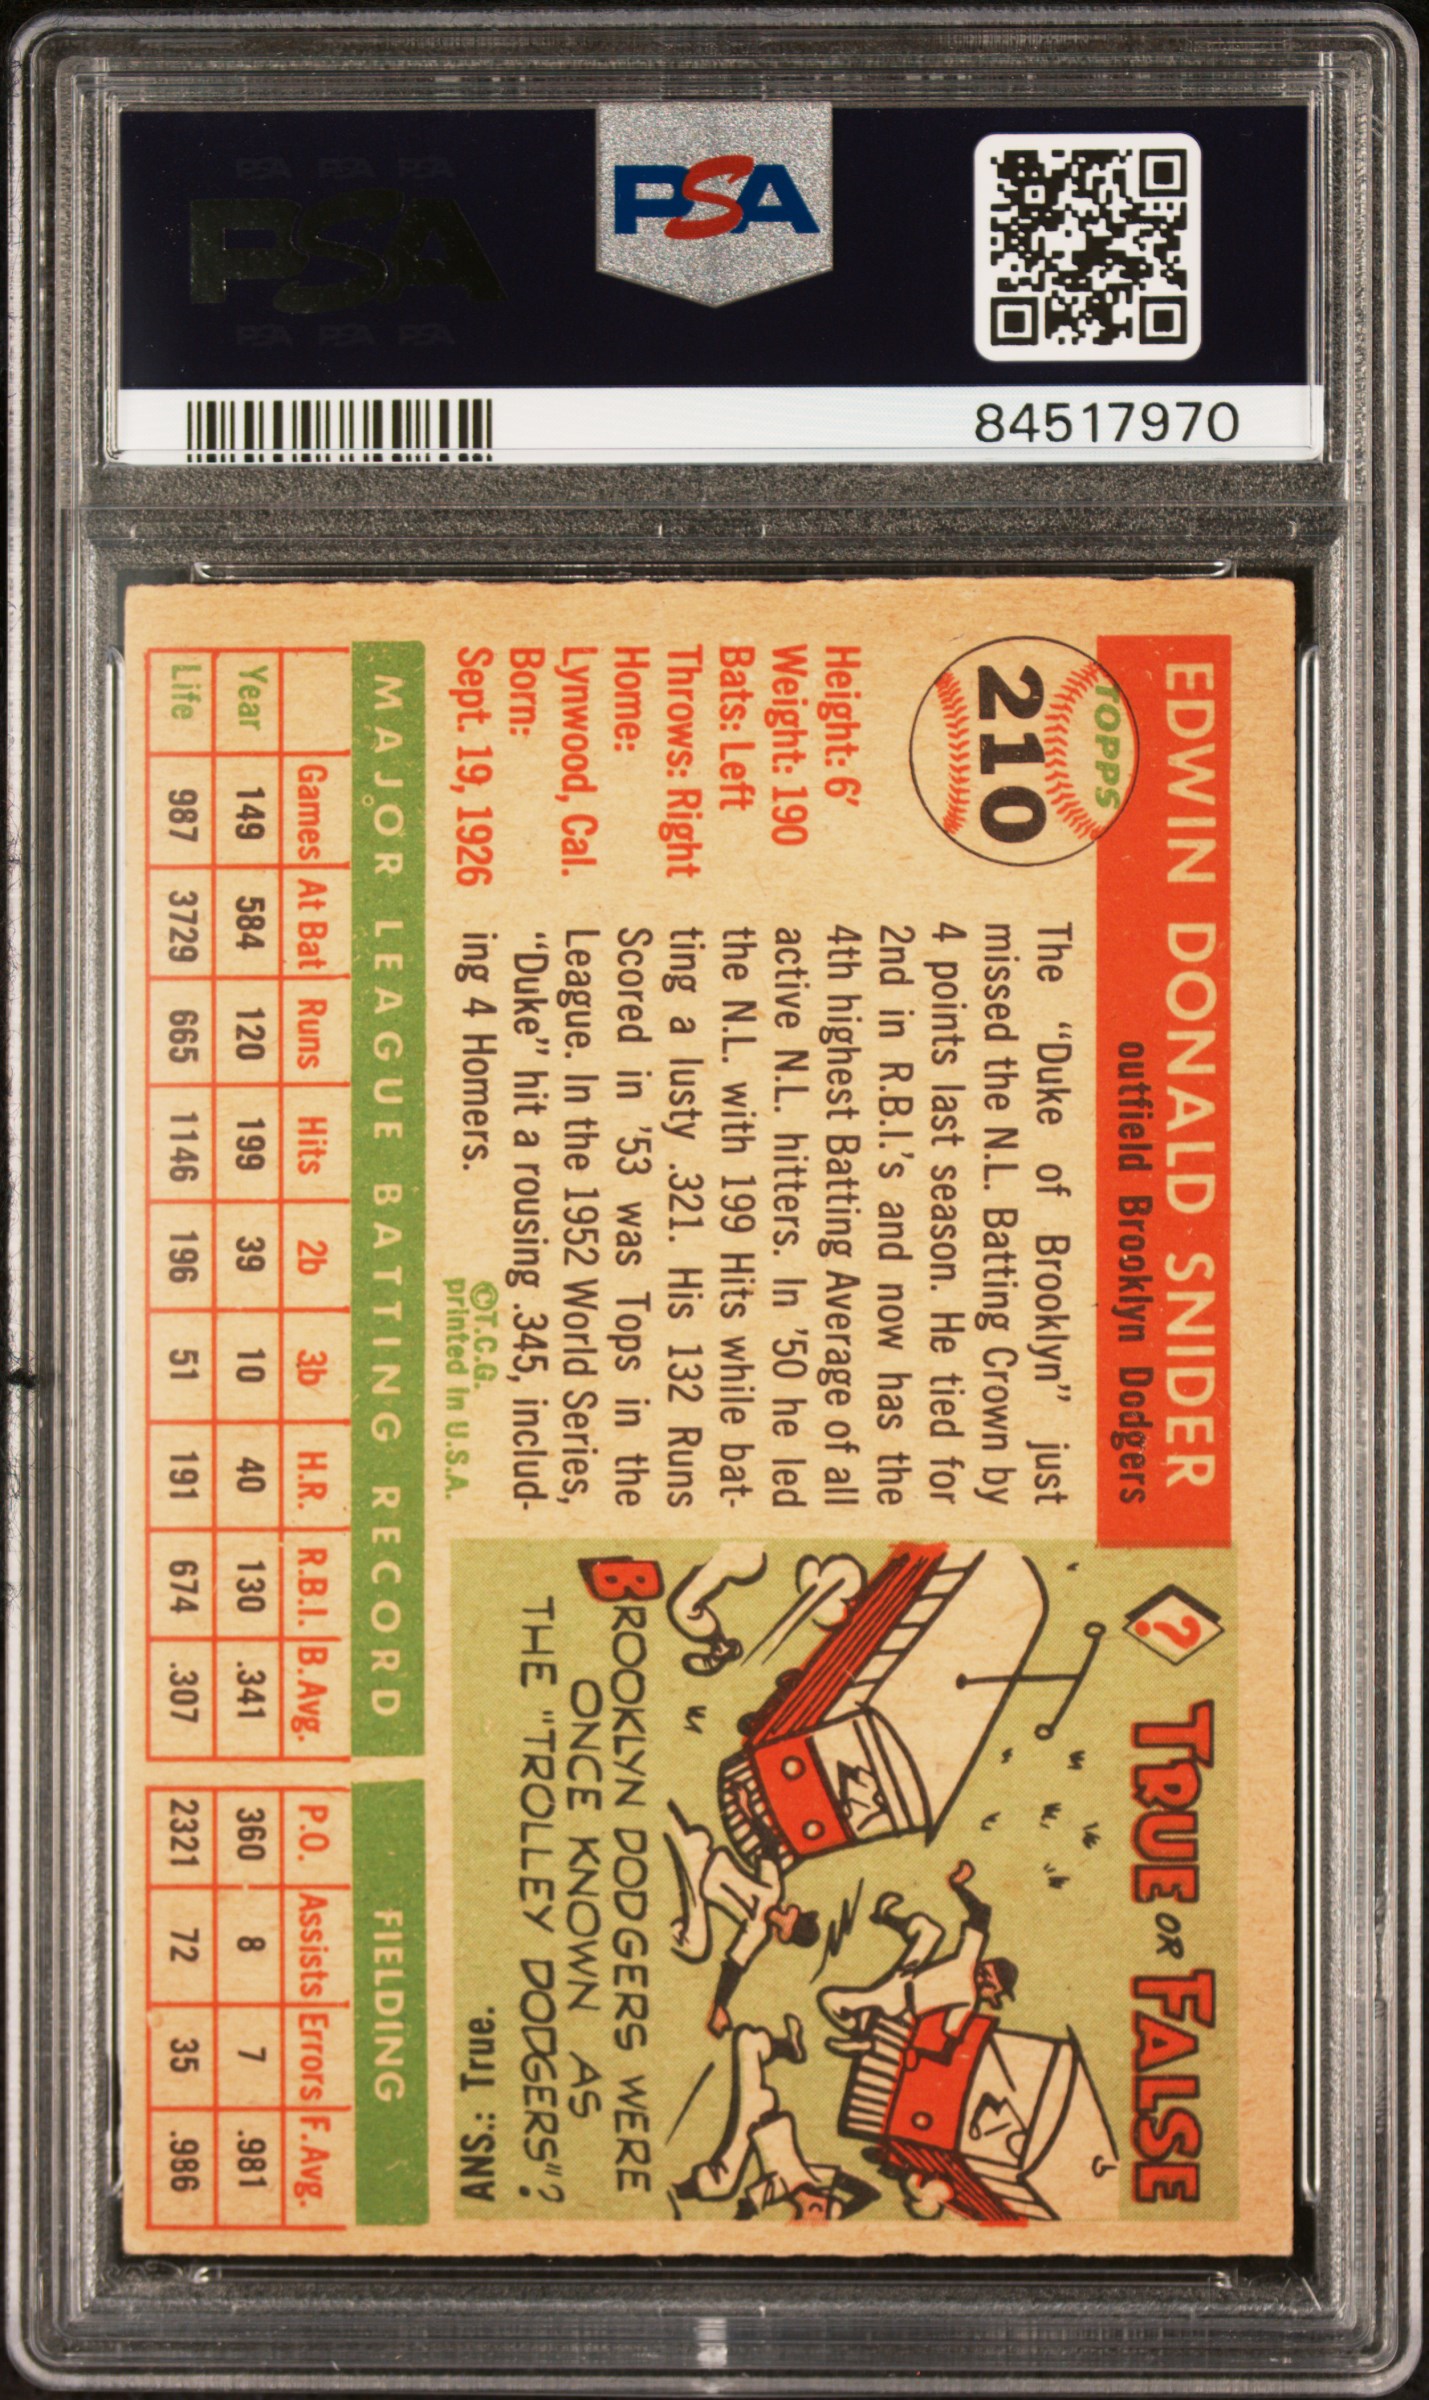 PSA PSA PSA
PSA
PSA PSA PSA
PSA
84517970
EDWIN DONALD SNIDER
outfield Brooklyn Dodgers
TOPPS
210
Height: 6'
Weight: 190
Bats: Left
Throws: Right
Home:
Lynwood, Cal.
Born:
Sept. 19, 1926
The "Duke of Brooklyn" just
missed the N.L. Batting Crown by
4 points last season. He tied for
2nd in R.B.I.'s and now has the
4th highest Batting Average of all
active N.L. hitters. In '50 he led
the N.L. with 199 Hits while bat-
ting a lusty .321. His 132 Runs
Scored in '53 was Tops in the
League. In the 1952 World Series,
"Duke" hit a rousing .345, includ-
ing 4 Homers.
©T.C.G.
printed in U.S.A.
? TRUE OR FALSE
BROOKLYN DODGERS WERE
ONCE KNOWN AS
THE "TROLLEY DODGERS"?
ANS.: True.
MAJOR LEAGUE BATTING RECORD FIELDING
Games At Bat Runs Hits 2b 3b H.R. R.B.I. B.Avg. P.O. Assists Errors F.Avg.
Year 149 584 120 199 39 10 40 130 .341 360 8 7 .981
Life 987 3729 665 1146 196 51 191 674 .307 2321 72 35 .986